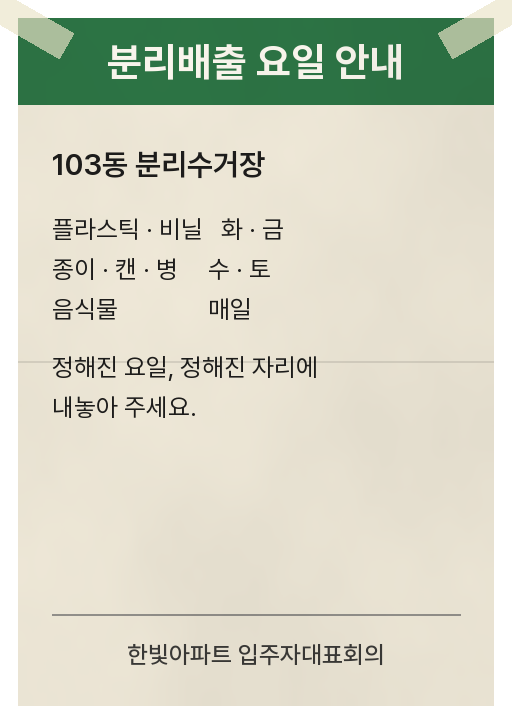 분리배출 요일 안내
103동 분리수거장
플라스틱 · 비닐 화 · 금
종이 · 캔 · 병 수 · 토
음식물 매일
정해진 요일, 정해진 자리에
내놓아 주세요.
한빛아파트 입주자대표회의